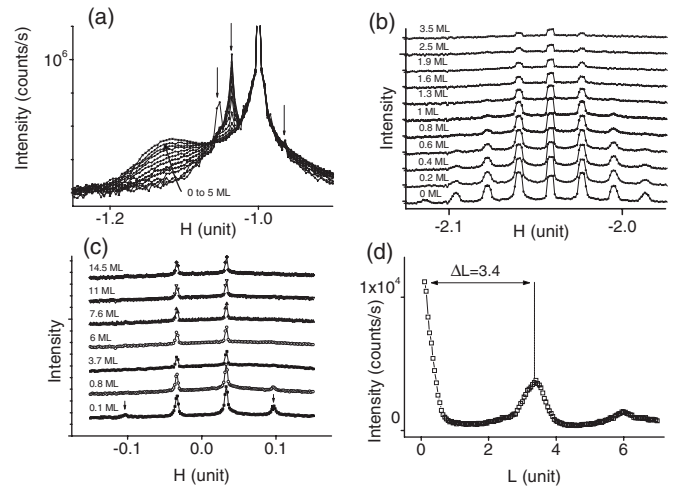 (a)
Intensity (counts/s)
10⁶
0 to 5 ML
-1.2
-1.0
H (unit)
(b)
Intensity
3.5 ML
2.5 ML
1.9 ML
1.6 ML
1.3 ML
1 ML
0.8 ML
0.6 ML
0.4 ML
0.2 ML
0 ML
-2.1
-2.0
H (unit)
(c)
Intensity
14.5 ML
11 ML
7.6 ML
6 ML
3.7 ML
0.8 ML
0.1 ML
-0.1
0.0
0.1
H (unit)
(d)
Intensity (counts/s)
1x10⁴
0
ΔL=3.4
0
2
4
6
L (unit)